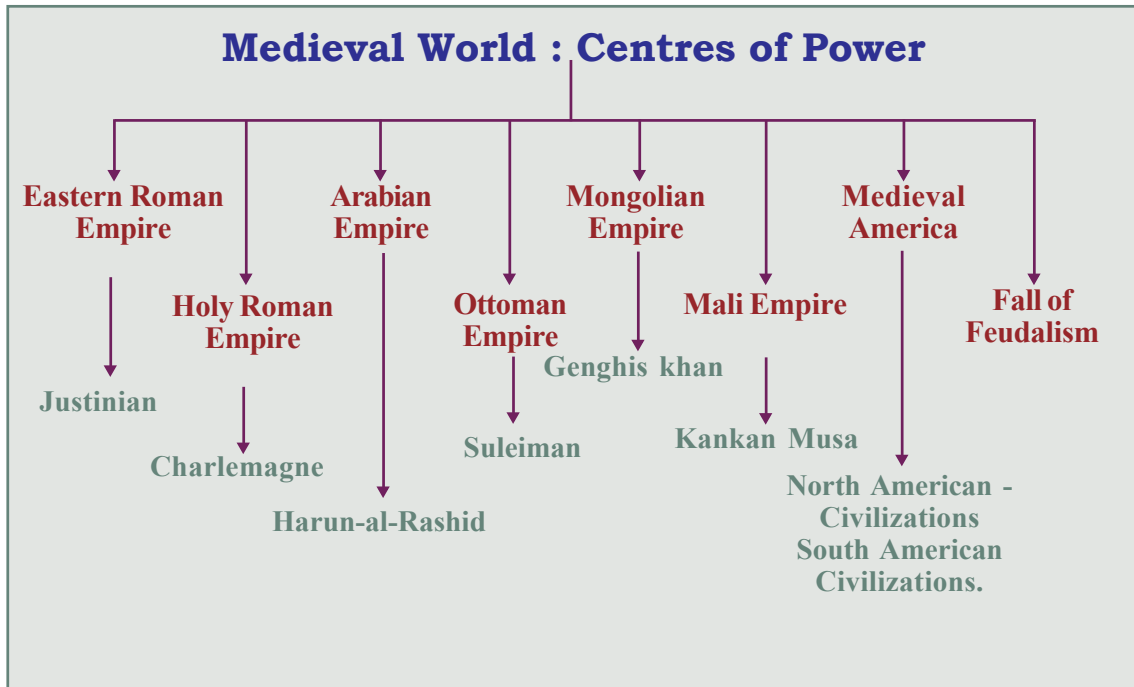 Medieval World : Centres of Power
Eastern Roman
Empire
Holy Roman
Empire
Arabian
Empire
Ottoman
Empire
Mongolian
Empire
Mali Empire
Medieval
America
Fall of
Feudalism
Justinian
Charlemagne
Harun-al-Rashid
Suleiman
Genghis khan
Kankan Musa
North American -
Civilizations
South American
Civilizations.